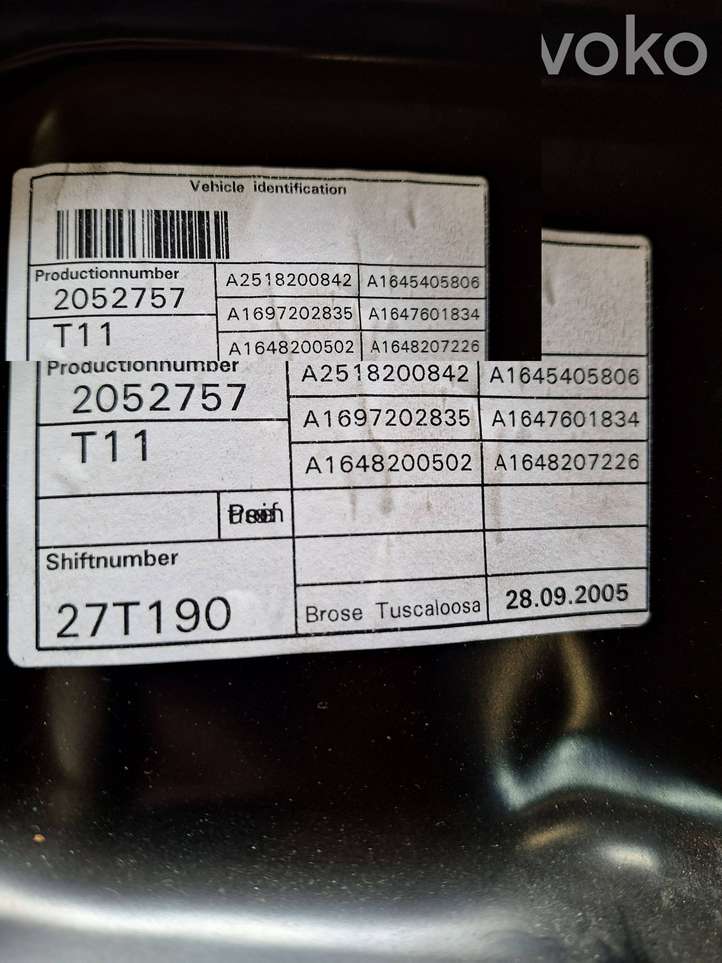 voko
Vehicle identification
Productionnumber
2052757
T11
A2518200842 A1645405806
A1697202835 A1647601834
A1648200502 A1648207226
Productionnumber
2052757
T11
A2518200842 A1645405806
A1697202835 A1647601834
A1648200502 A1648207226
Shiftnumber
27T190
Brose Tuscaloosa 28.09.2005